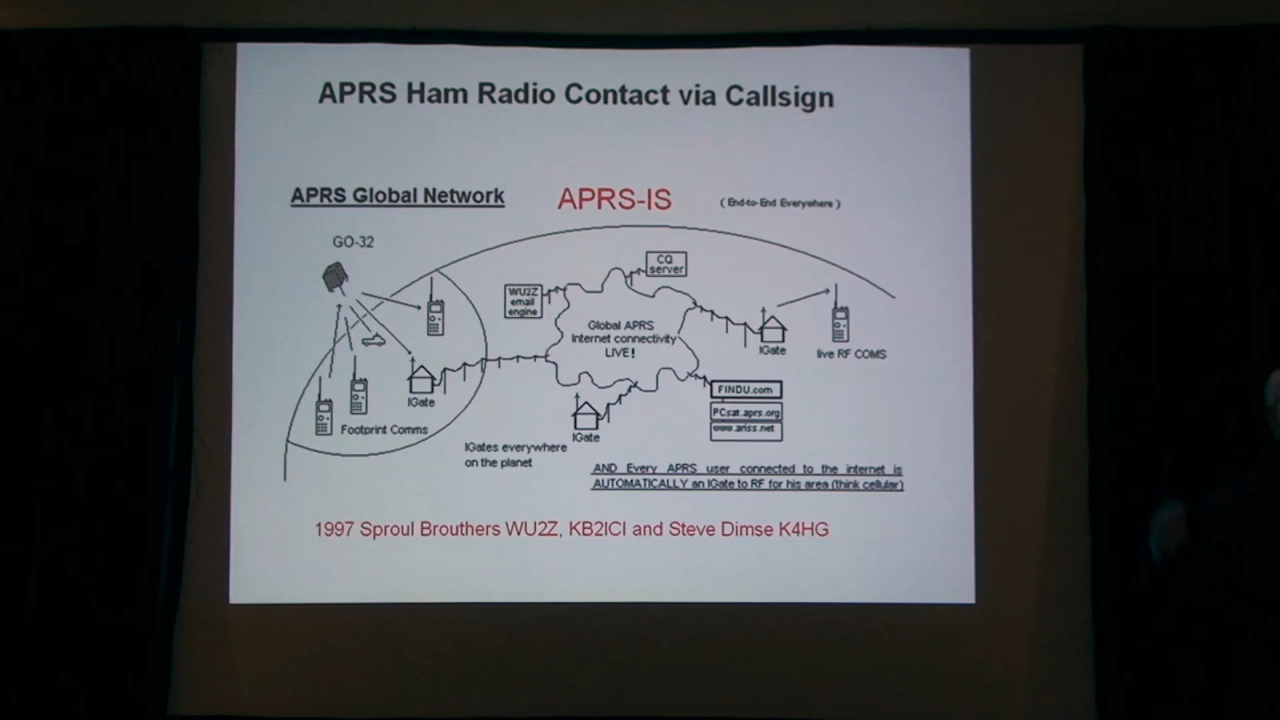 APRS Ham Radio Contact via Callsign
APRS Global Network
APRS-IS
( End-to-End Everywhere )
GO-32
CQ
server
WU2Z
email
engine
Global APRS
Internet connectivity
LIVE!
IGate
live RF COMS
IGate
Footprint Comms
FINDU.com
PCsat.aprs.org
www.ariss.net
IGate
IGates everywhere
on the planet
AND Every APRS user connected to the internet is
AUTOMATICALLY an IGate to RF for his area (think cellular)
1997 Sproul Brouthers WU2Z, KB2ICI and Steve Dimse K4HG